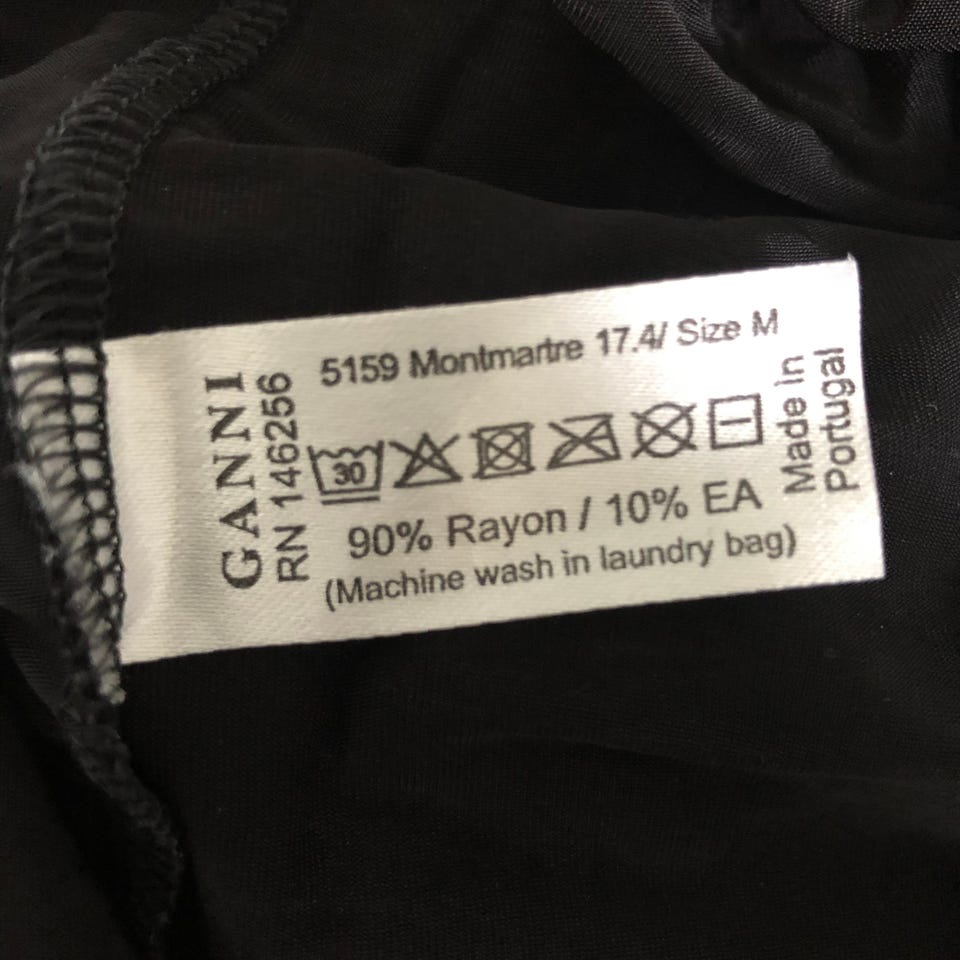 GANNI
RN 146256
5159 Montmartre 17.4/ Size M
30
90% Rayon / 10% EA
(Machine wash in laundry bag)
Made in
Portugal